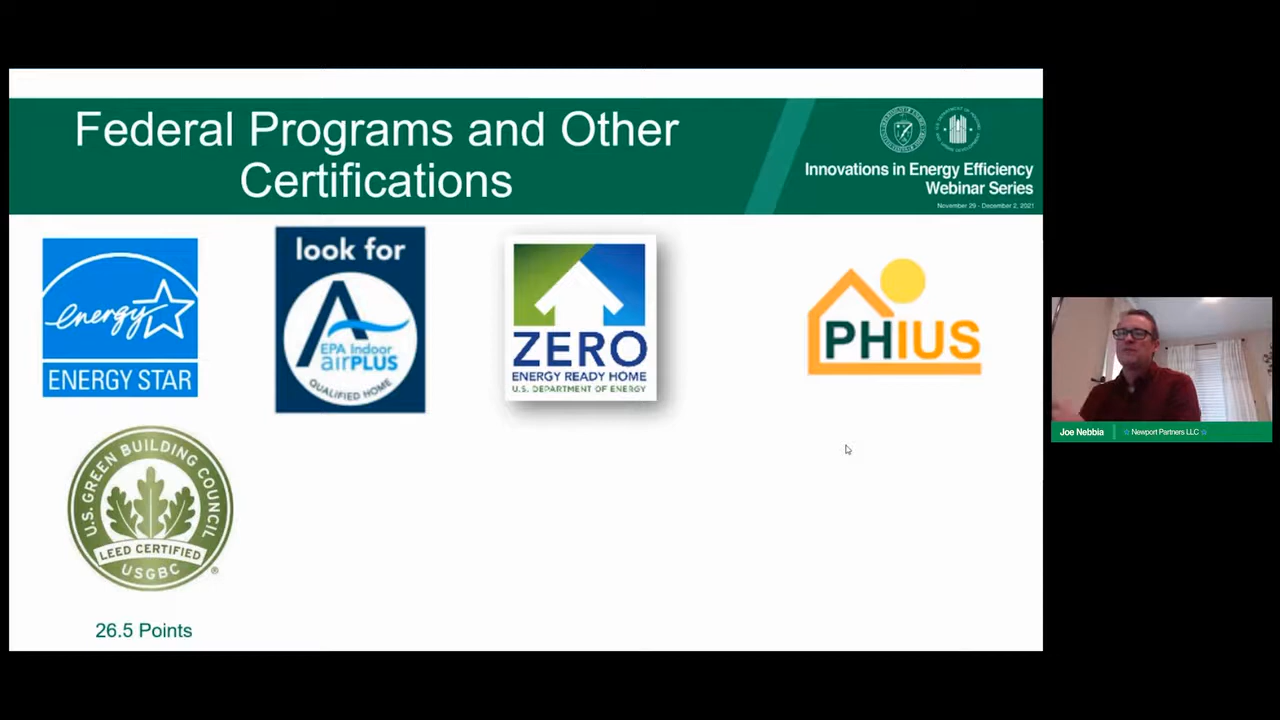 Federal Programs and Other
Certifications
Innovations in Energy Efficiency
Webinar Series
November 29 - December 2, 2021
energy
ENERGY STAR
look for
A
EPA Indoor
airPLUS
QUALIFIED HOME
ZERO
ENERGY READY HOME
U.S. DEPARTMENT OF ENERGY
PHIUS
U.S. GREEN BUILDING COUNCIL
LEED CERTIFIED
USGBC
®
26.5 Points
Joe Nebbia
Newport Partners LLC